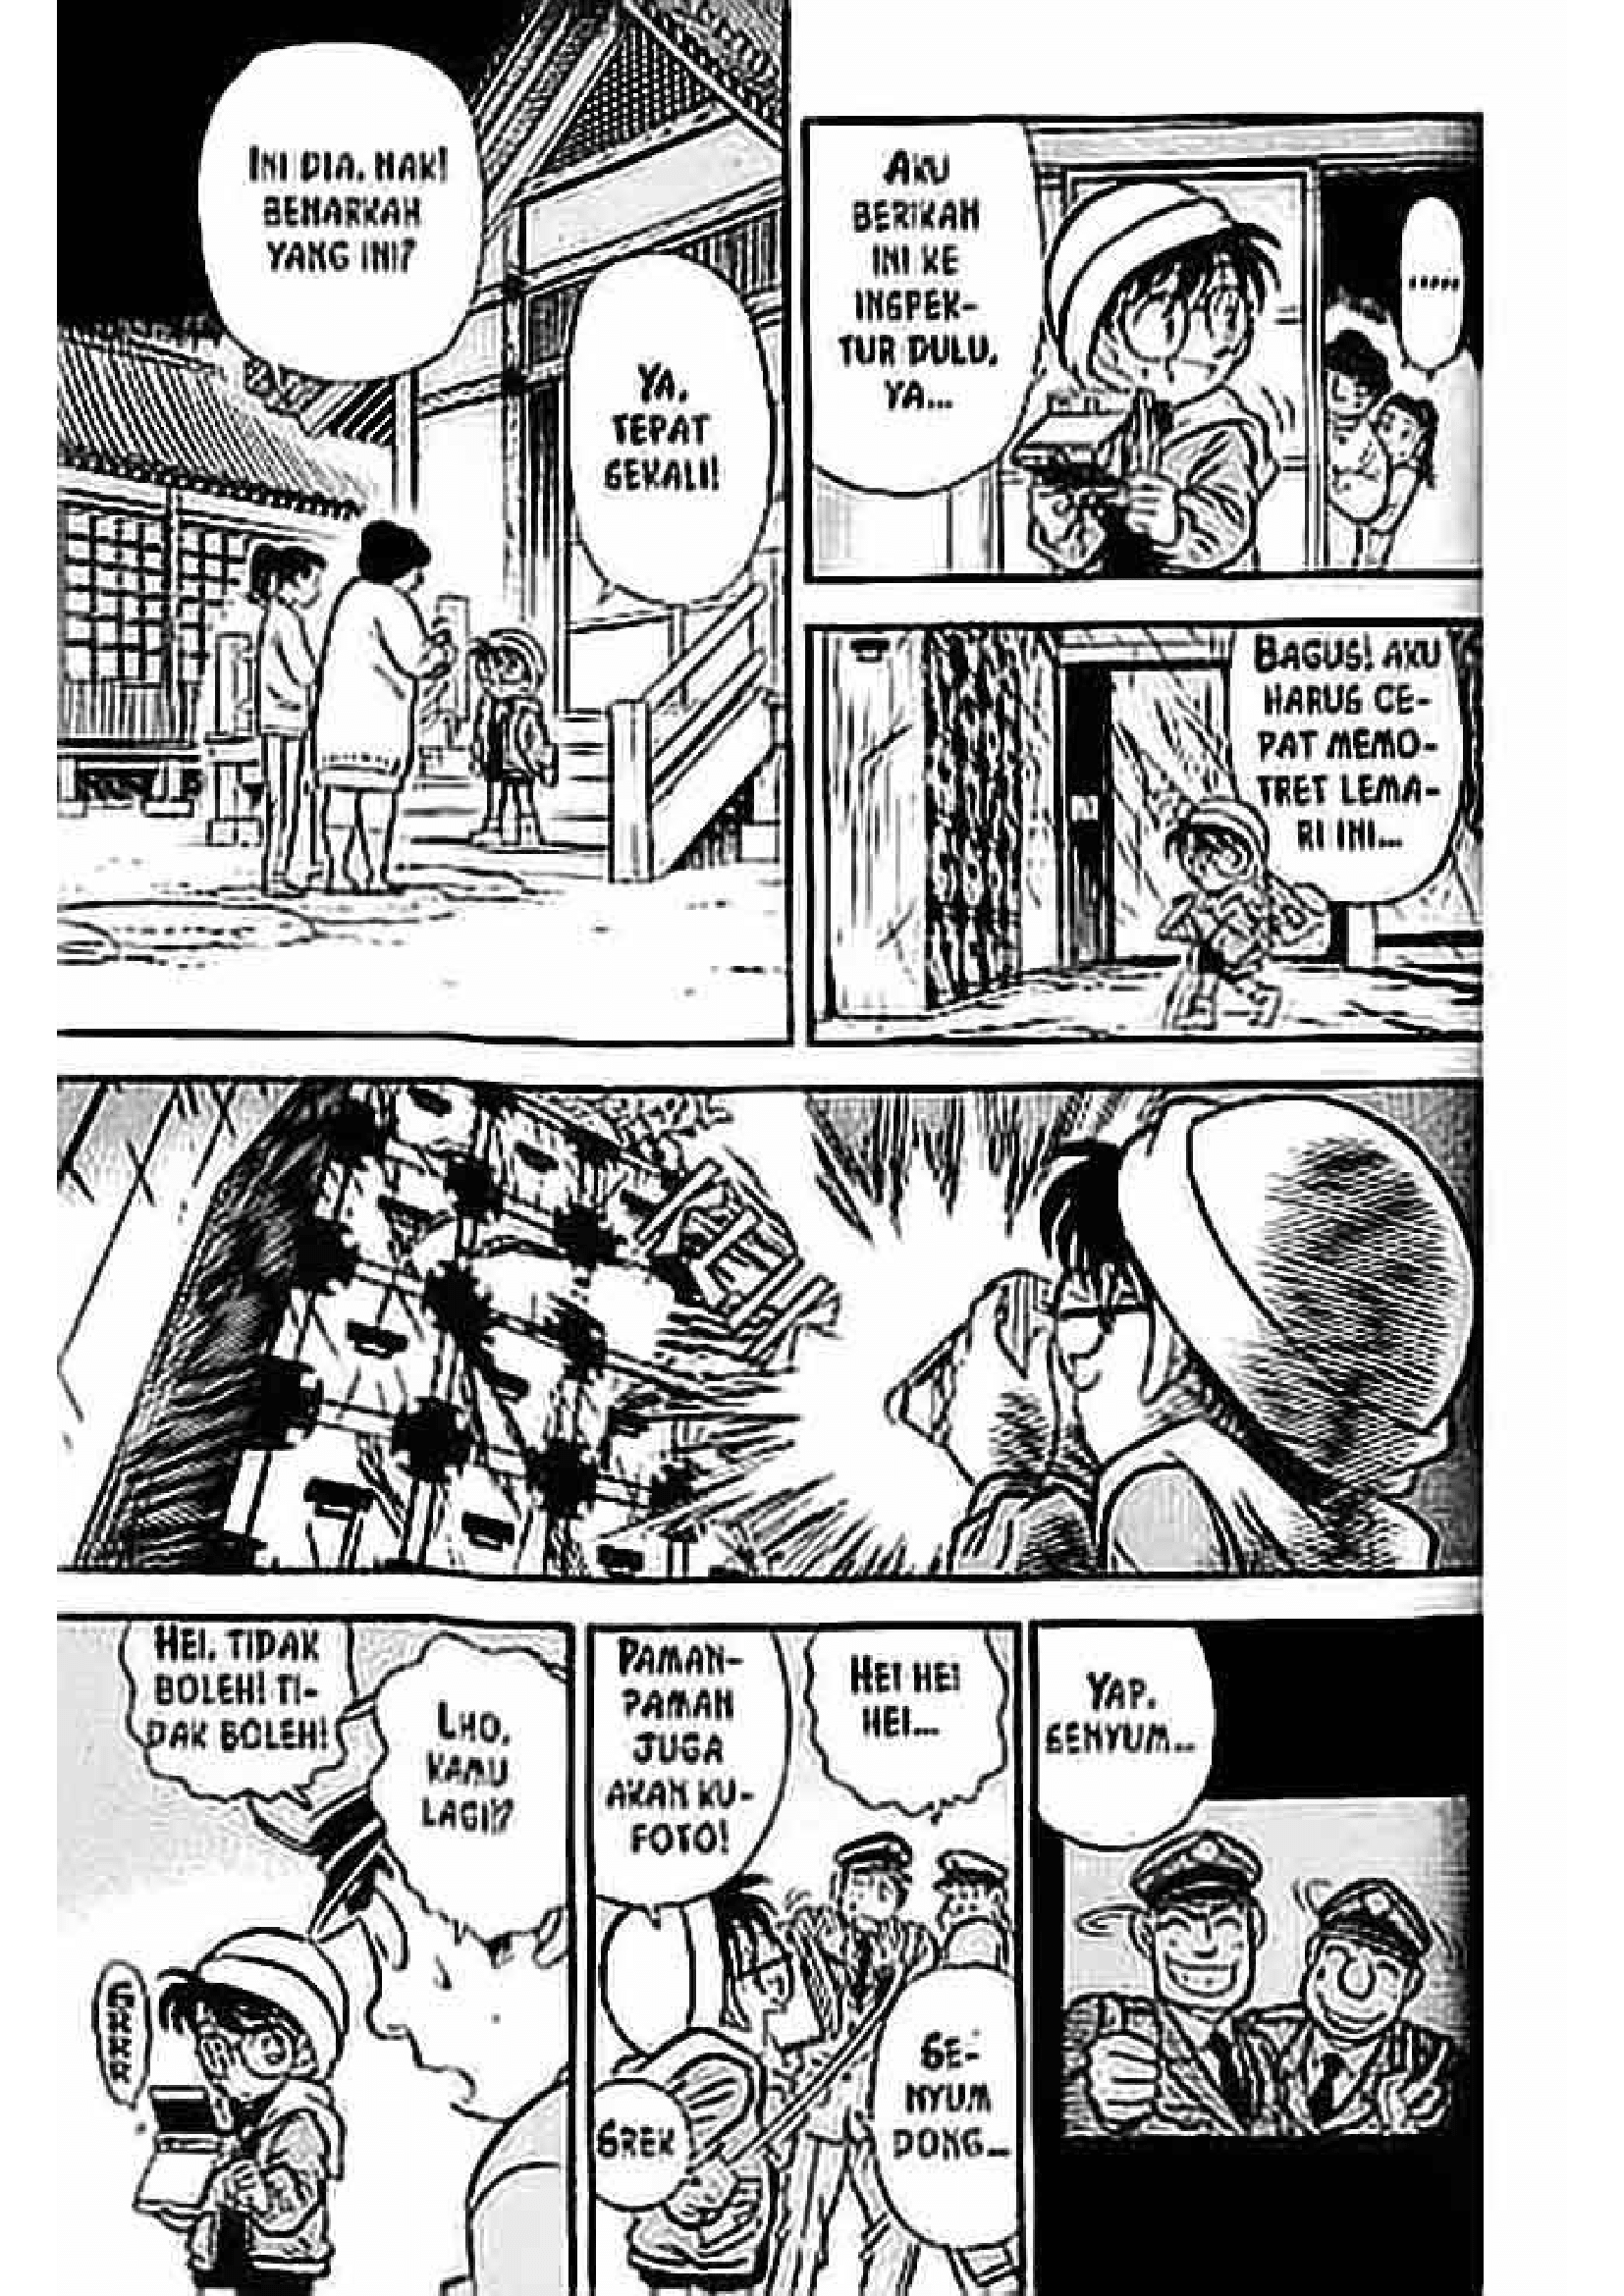 INI DIA, NAK!
BENARKAH
YANG INI?
YA,
TEPAT
SEKALI!
AKU
BERIKAN
INI KE
INSPEK-
TUR DULU,
YA...
.....
BAGUS! AKU
HARUS CE-
PAT MEMO-
TRET LEMA-
RI INI...
HEI, TIDAK
BOLEH! TI-
DAK BOLEH!
LHO,
KAMU
LAGI!?
PAMAN-
PAMAN
JUGA
AKAN KU-
FOTO!
HEI HEI
HEI...
SREK
SE-
NYUM
DONG...
YAP,
SENYUM...